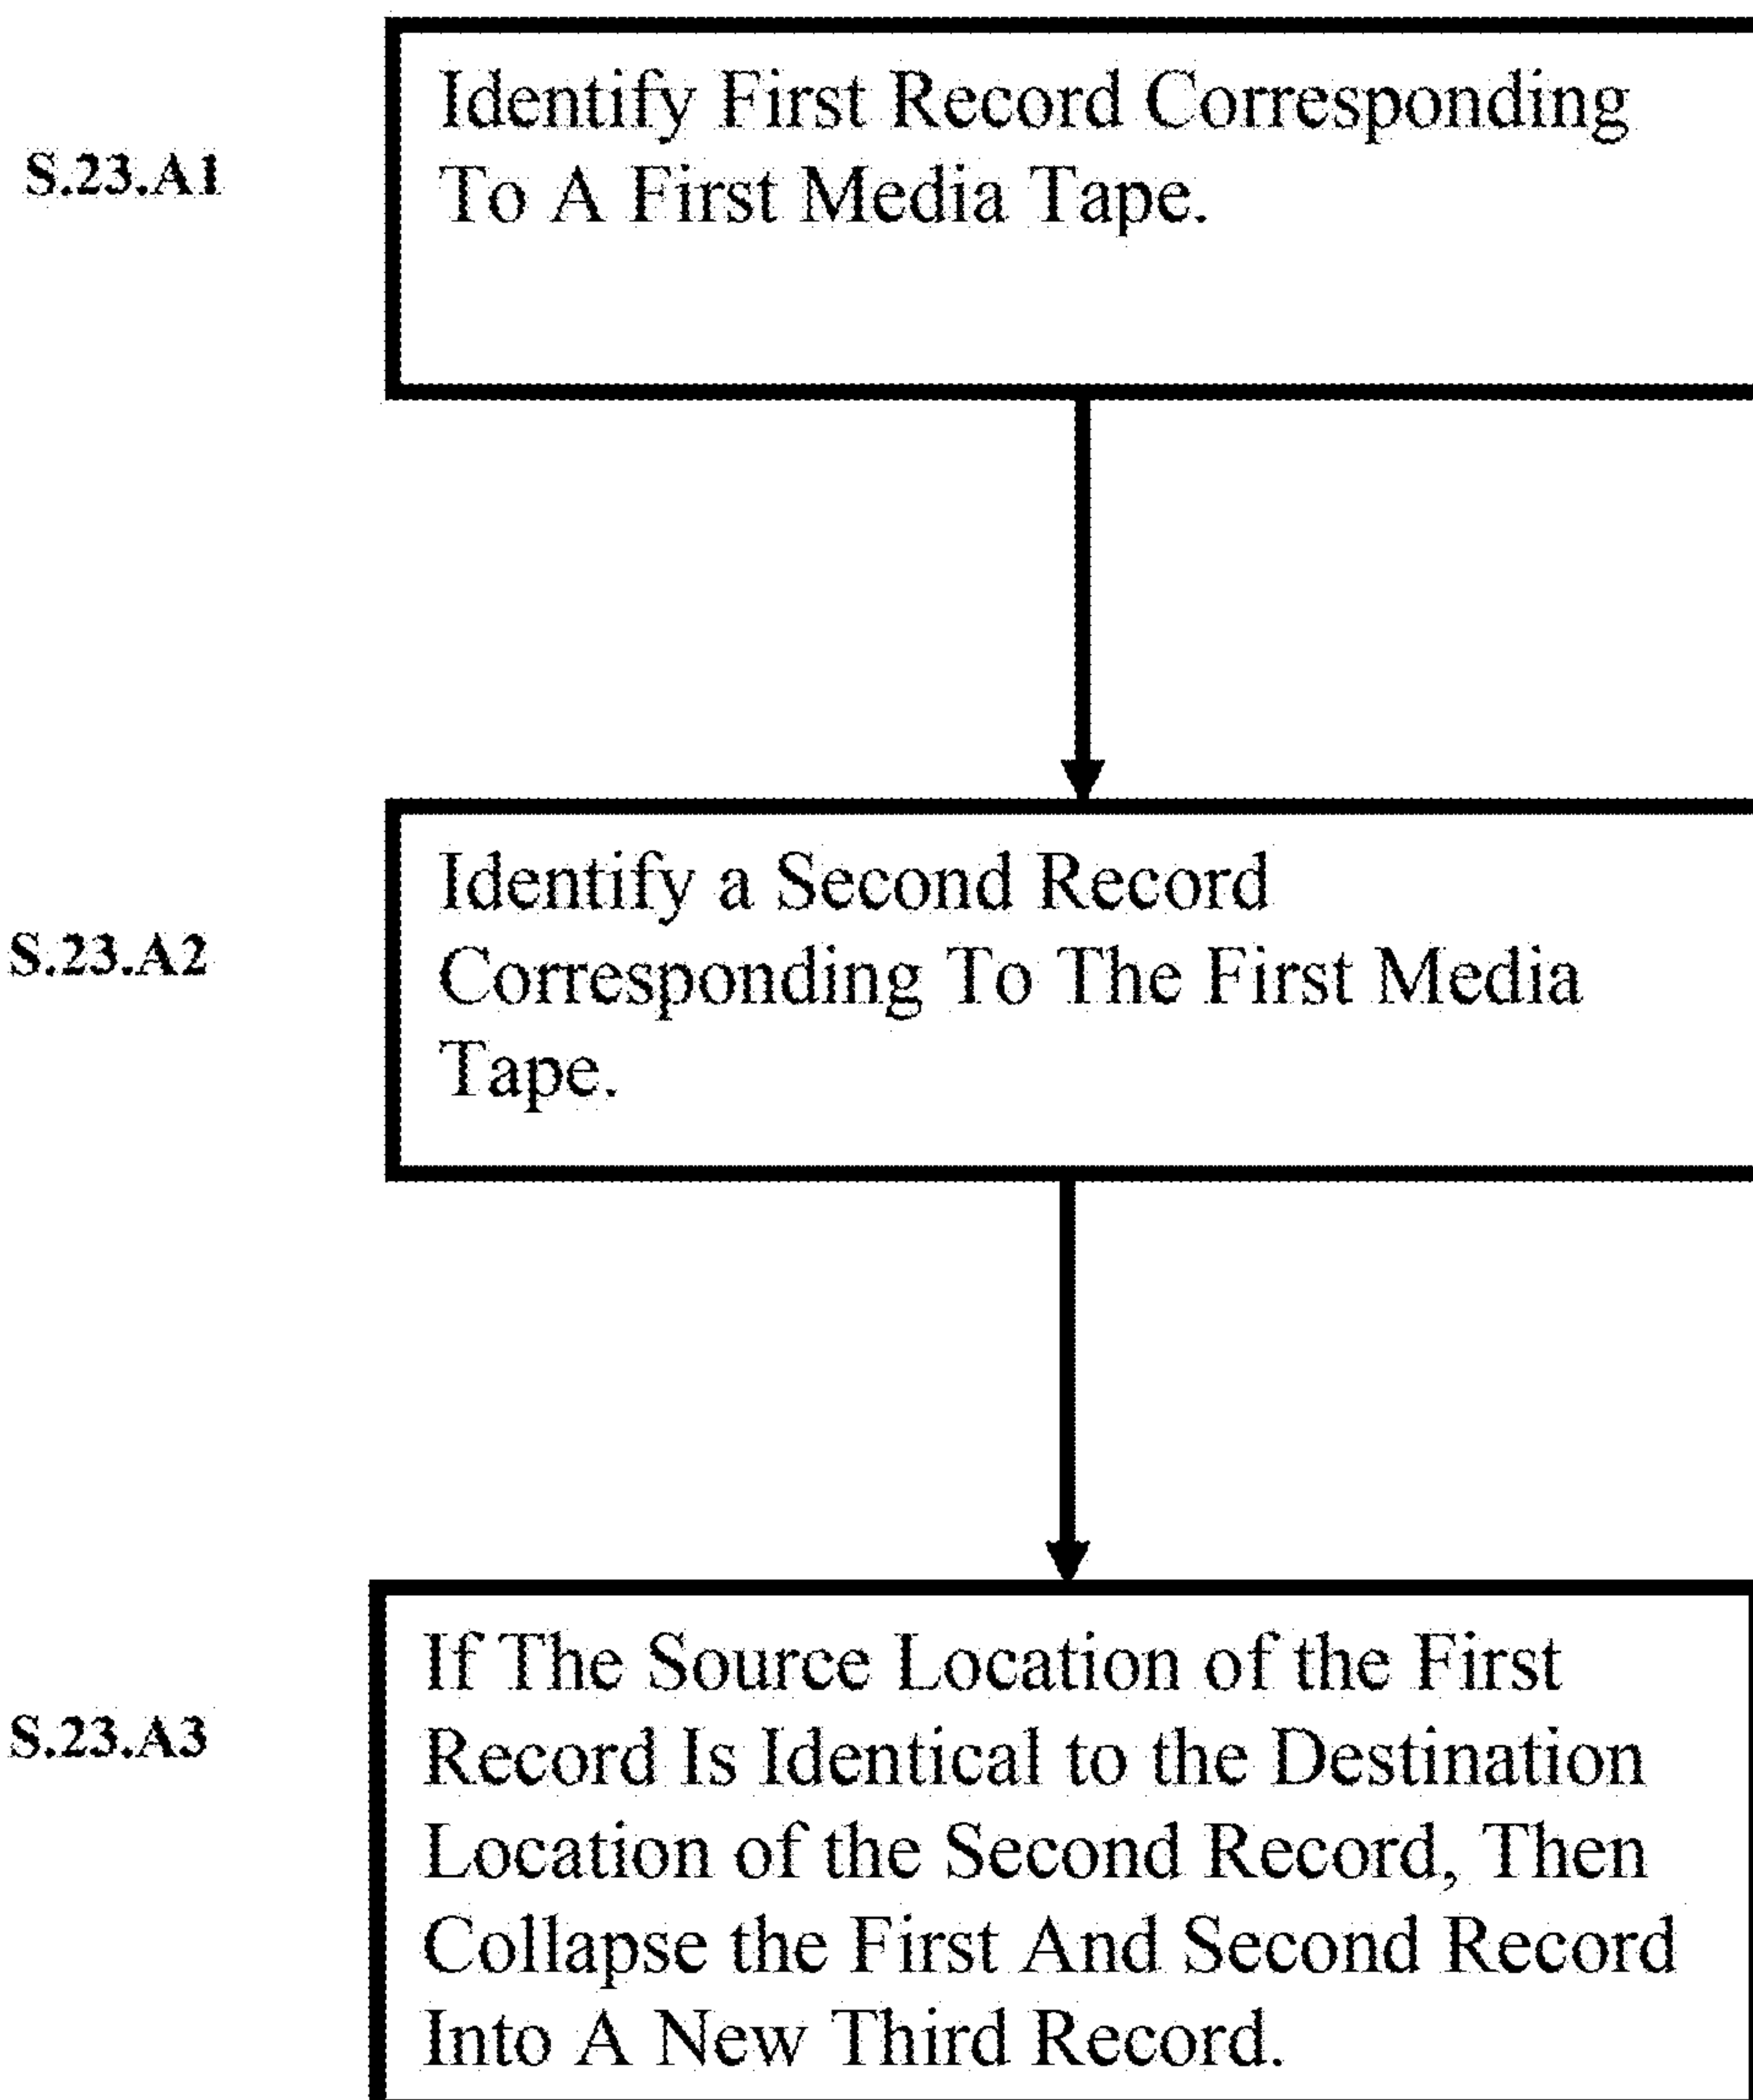 S.23.A1
Identify First Record Corresponding
To A First Media Tape.
S.23.A2
Identify a Second Record
Corresponding To The First Media
Tape.
S.23.A3
If The Source Location of the First
Record Is Identical to the Destination
Location of the Second Record, Then
Collapse the First And Second Record
Into A New Third Record.